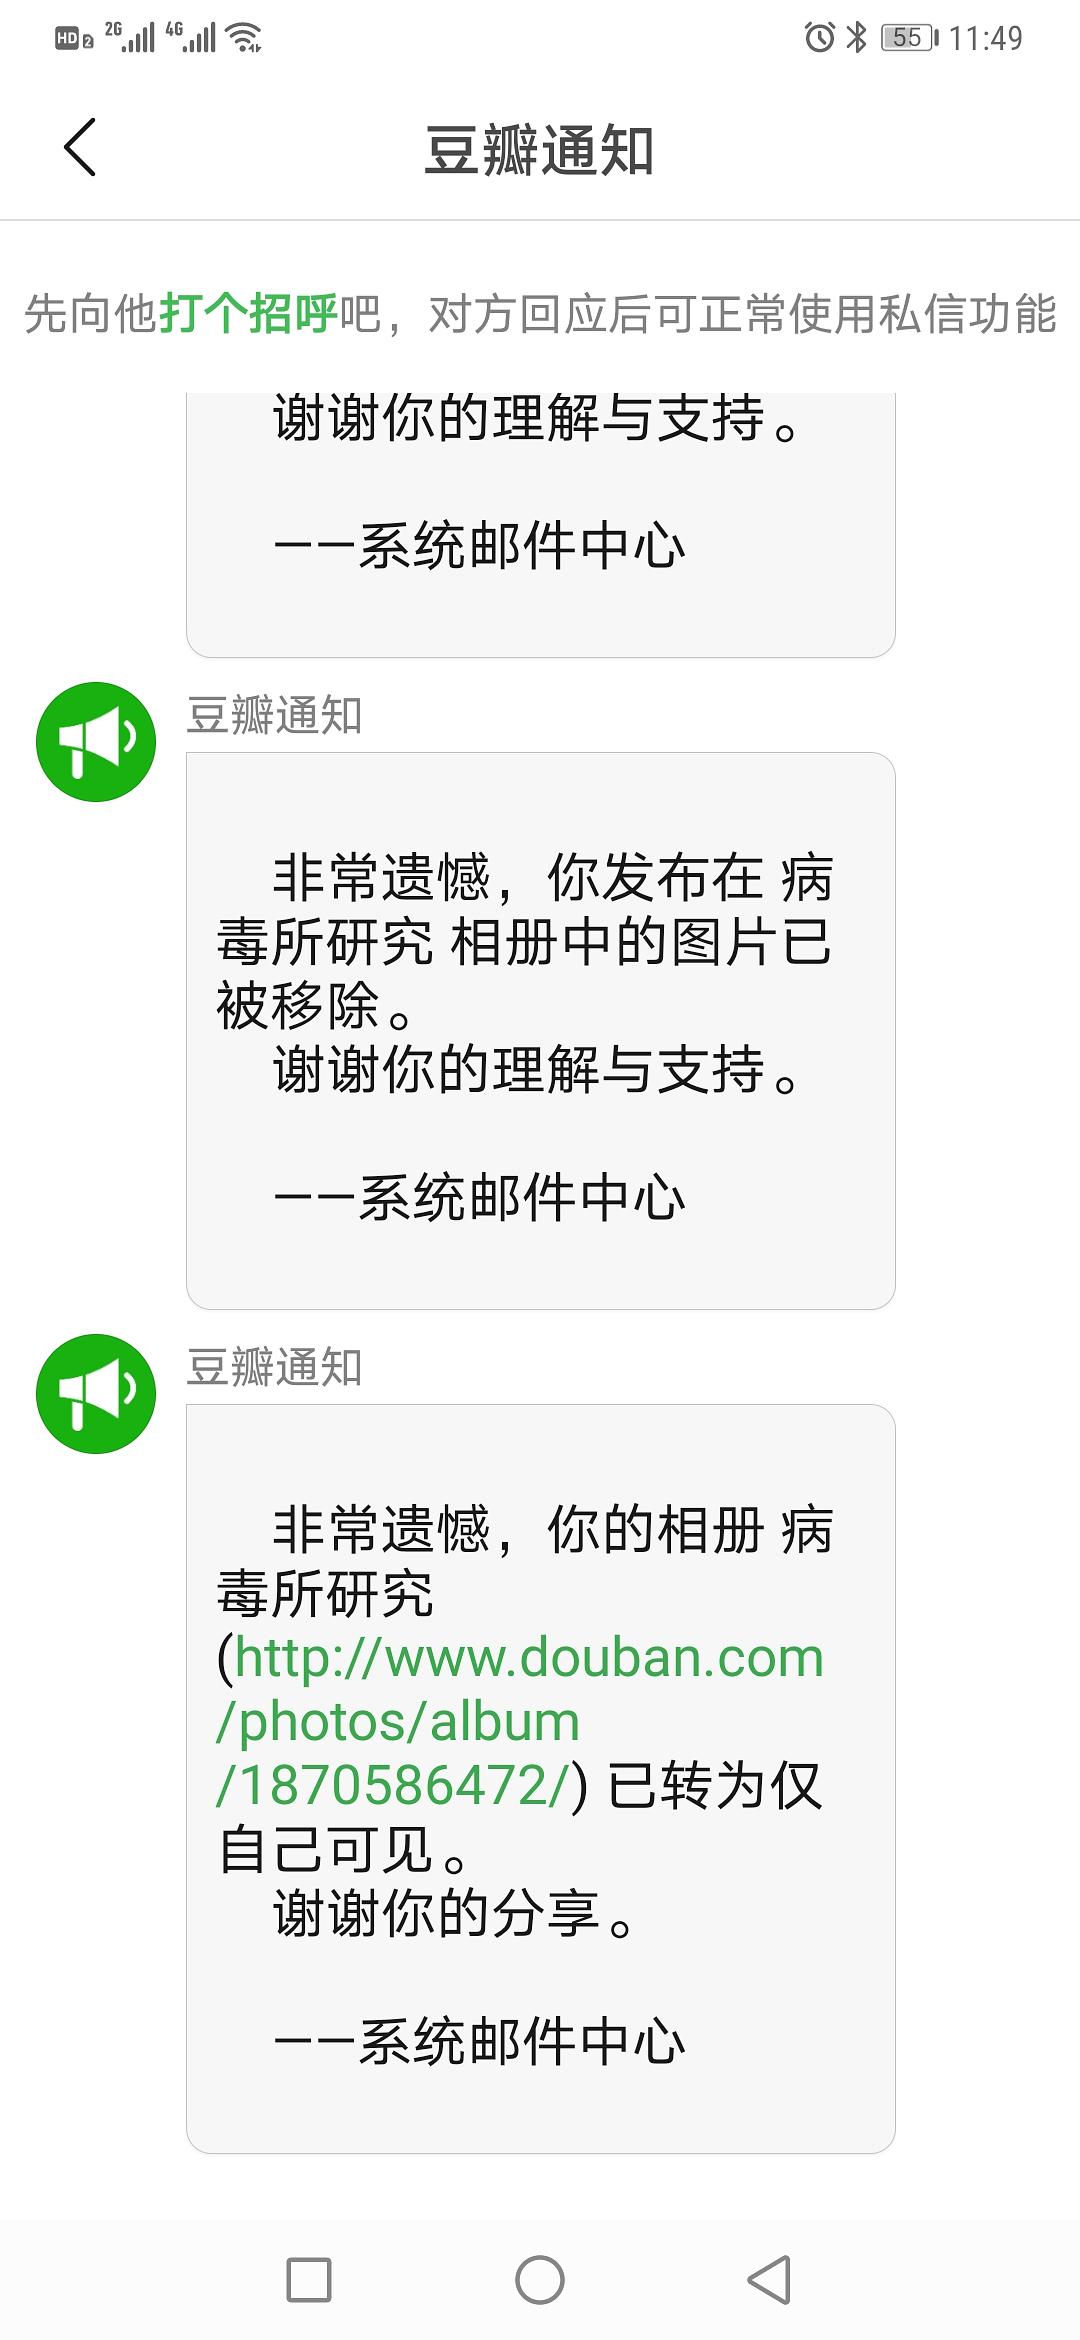 HD 2 2G 4G 55 11:49
豆瓣通知
先向他打个招呼吧，对方回应后可正常使用私信功能
谢谢你的理解与支持。
——系统邮件中心
豆瓣通知
非常遗憾，你发布在 病
毒所研究 相册中的图片已
被移除。
谢谢你的理解与支持。
——系统邮件中心
豆瓣通知
非常遗憾，你的相册 病
毒所研究
(http://www.douban.com
/photos/album
/1870586472/) 已转为仅
自己可见。
谢谢你的分享。
——系统邮件中心